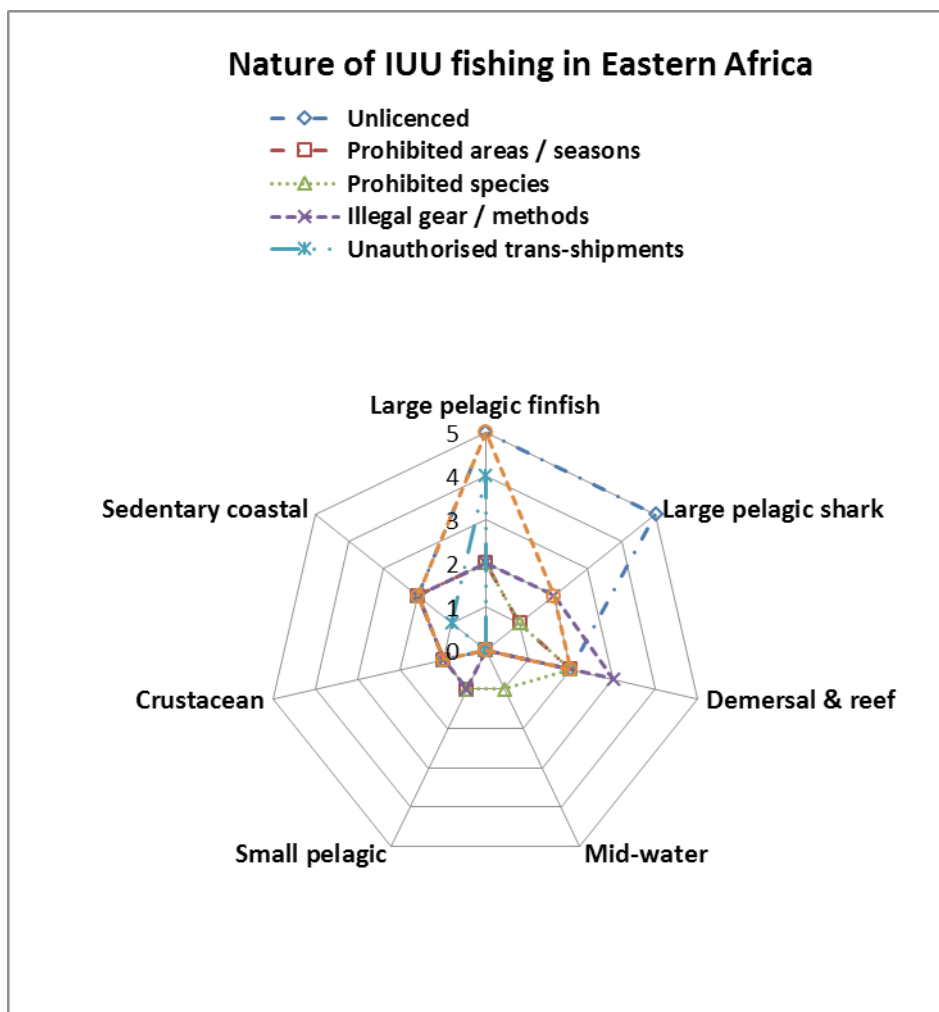 Nature of IUU fishing in Eastern Africa
Unlicenced
Prohibited areas / seasons
Prohibited species
Illegal gear / methods
Unauthorised trans-shipments
Large pelagic finfish
5
4
Sedentary coastal
Large pelagic shark
3
2
1
0
Crustacean
Demersal & reef
Small pelagic
Mid-water